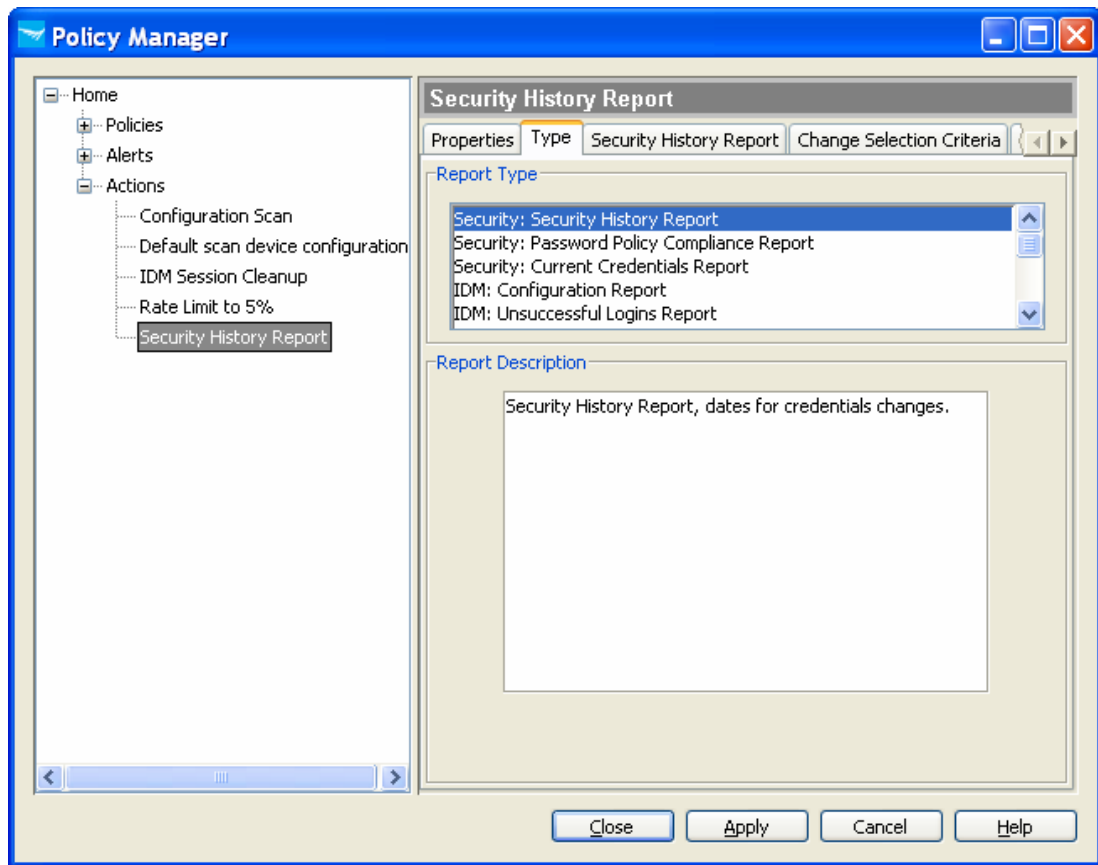 Policy Manager
Home
Policies
Alerts
Actions
Configuration Scan
Default scan device configuration
IDM Session Cleanup
Rate Limit to 5%
Security History Report
Security History Report
Properties Type Security History Report Change Selection Criteria
Report Type
Security: Security History Report
Security: Password Policy Compliance Report
Security: Current Credentials Report
IDM: Configuration Report
IDM: Unsuccessful Logins Report
Report Description
Security History Report, dates for credentials changes.
Close Apply Cancel Help